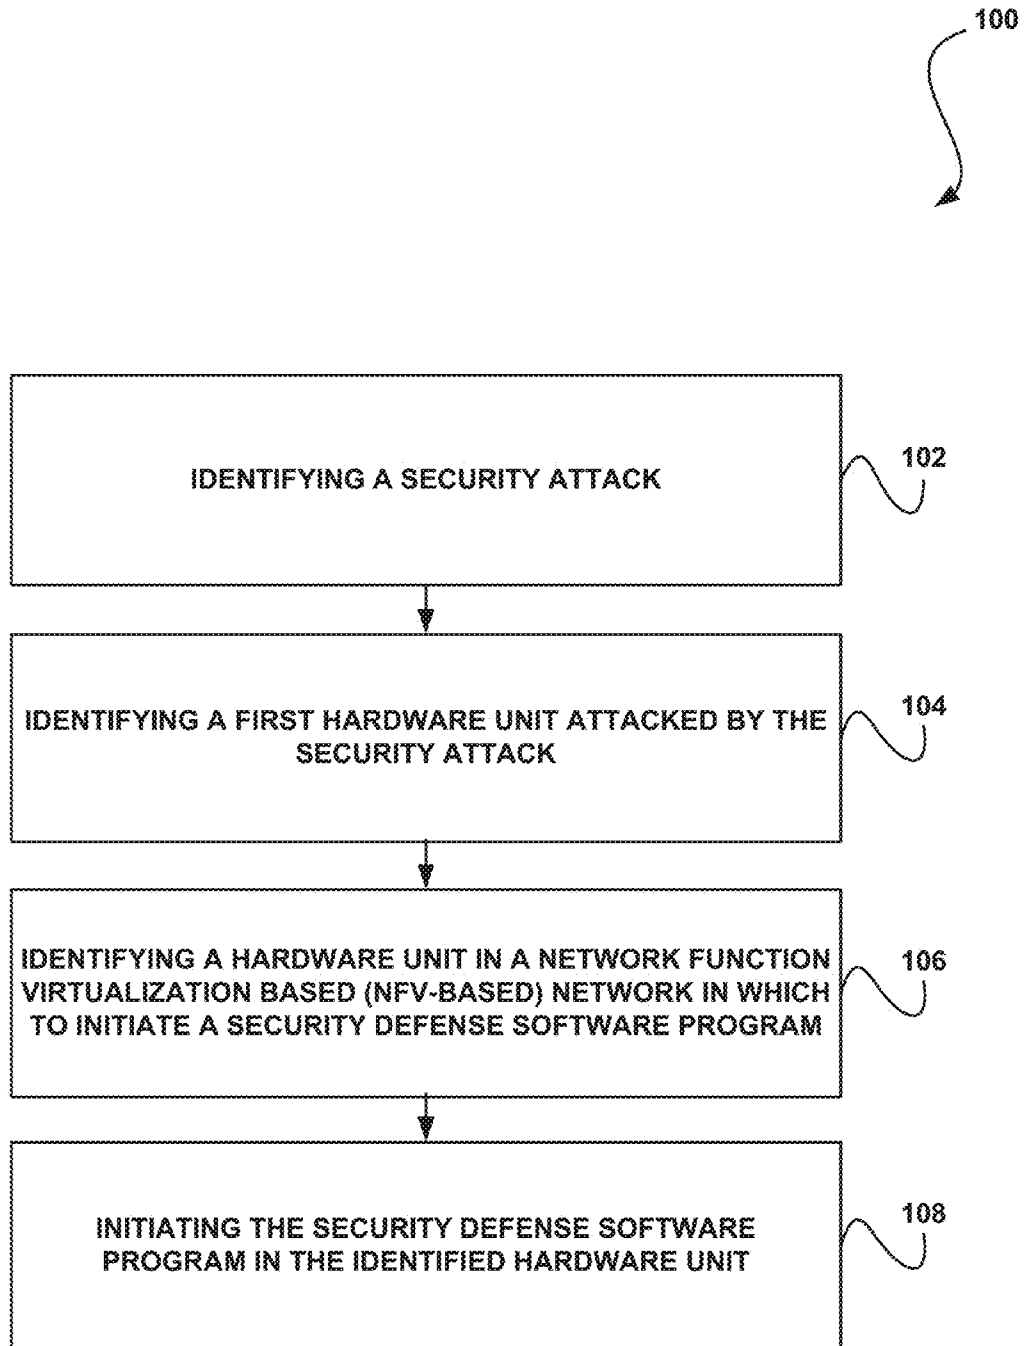 100
IDENTIFYING A SECURITY ATTACK
102
IDENTIFYING A FIRST HARDWARE UNIT ATTACKED BY THE
SECURITY ATTACK
104
IDENTIFYING A HARDWARE UNIT IN A NETWORK FUNCTION
VIRTUALIZATION BASED (NFV-BASED) NETWORK IN WHICH
TO INITIATE A SECURITY DEFENSE SOFTWARE PROGRAM
106
INITIATING THE SECURITY DEFENSE SOFTWARE
PROGRAM IN THE IDENTIFIED HARDWARE UNIT
108